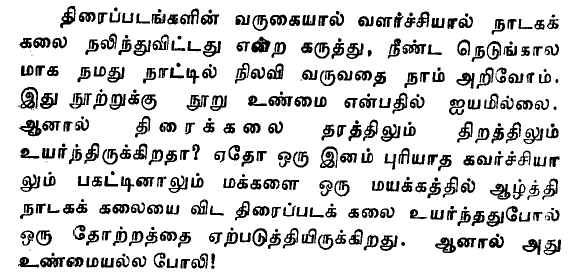 திரைப்படங்களின் வருகையால் வளர்ச்சியால் நாடகக்
கலை நலிந்துவிட்டது என்ற கருத்து, நீண்ட நெடுங்கால
மாக நமது நாட்டில் நிலவி வருவதை நாம் அறிவோம்.
இது நூற்றுக்கு நூறு உண்மை என்பதில் ஐயமில்லை.
ஆனால் திரைக்கலை தரத்திலும் திறத்திலும்
உயர்ந்திருக்கிறதா? ஏதோ ஒரு இனம் புரியாத கவர்ச்சியா
லும் பகட்டினாலும் மக்களை ஒரு மயக்கத்தில் ஆழ்த்தி
நாடகக் கலையை விட திரைப்படக் கலை உயர்ந்ததுபோல்
ஒரு தோற்றத்தை ஏற்படுத்தியிருக்கிறது. ஆனால் அது
உண்மையல்ல போலி!